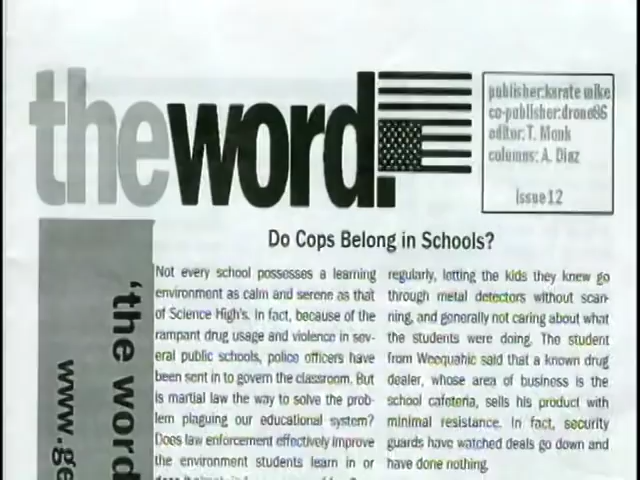 theword.
publisher:karate mike
co-publisher:drone86
editor: T. Monk
columns: A. Diaz
Issue 12
Do Cops Belong in Schools?
Not every school possesses a learning
environment as calm and serene as that
of Science High's. In fact, because of the
rampant drug usage and violence in sev-
eral public schools, police officers have
been sent in to govern the classroom. But
is martial law the way to solve the prob-
lem plaguing our educational system?
Does law enforcement effectively improve
the environment students learn in or
regularly, letting the kids they knew go
through metal detectors without scan-
ning, and generally not caring about what
the students were doing. The student
from Weequahic said that a known drug
dealer, whose area of business is the
school cafeteria, sells his product with
minimal resistance. In fact, security
guards have watched deals go down and
have done nothing.
'the word
www.ge